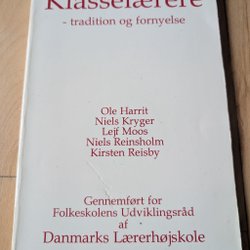 Klasselærere
- tradition og fornyelse
Ole Harrit
Niels Kryger
Leif Moos
Niels Reinsholm
Kirsten Reisby
Gennemført for
Folkeskolens Udviklingsråd
af
Danmarks Lærerhøjskole